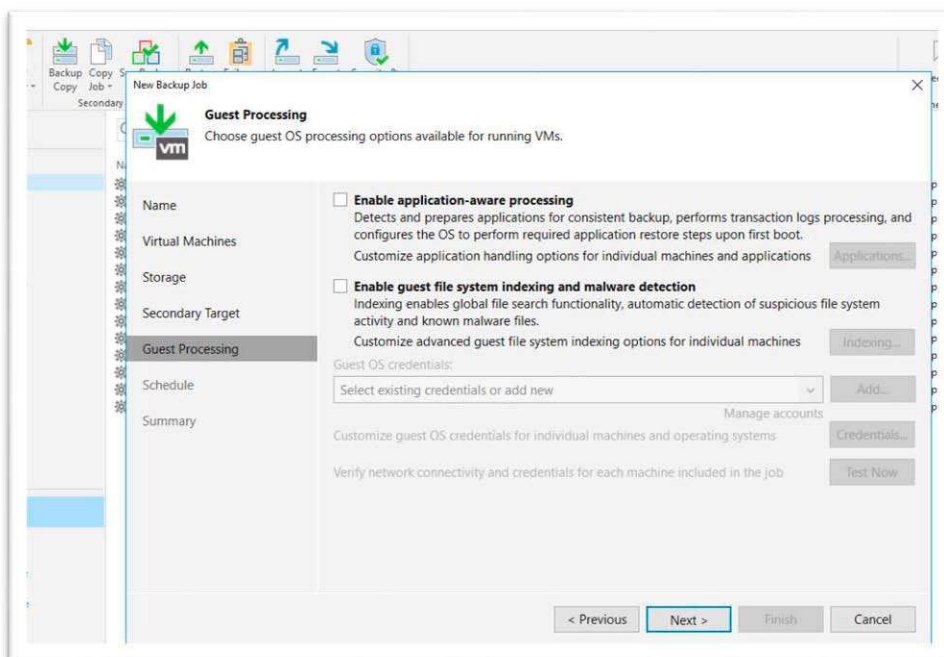 Backup
Copy
Copy
Job
Secondary
New Backup Job
Guest Processing
Choose guest OS processing options available for running VMs.
vm
Name
Virtual Machines
Storage
Secondary Target
Guest Processing
Schedule
Summary
Enable application-aware processing
Detects and prepares applications for consistent backup, performs transaction logs processing, and
configures the OS to perform required application restore steps upon first boot.
Customize application handling options for individual machines and applications
Applications...
Enable guest file system indexing and malware detection
Indexing enables global file search functionality, automatic detection of suspicious file system
activity and known malware files.
Customize advanced guest file system indexing options for individual machines
Indexing...
Guest OS credentials:
Select existing credentials or add new
Add...
Manage accounts
Customize guest OS credentials for individual machines and operating systems
Credentials...
Verify network connectivity and credentials for each machine included in the job
Test Now
< Previous
Next >
Finish
Cancel